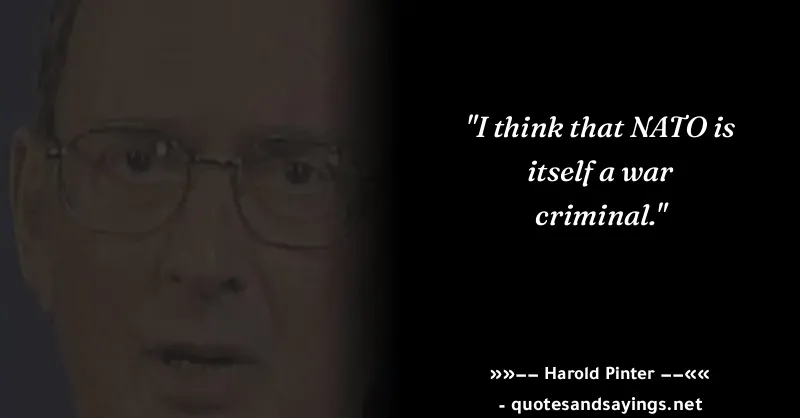 "I think that NATO is
itself a war
criminal."
»»−− Harold Pinter −−««
- quotesandsayings.net